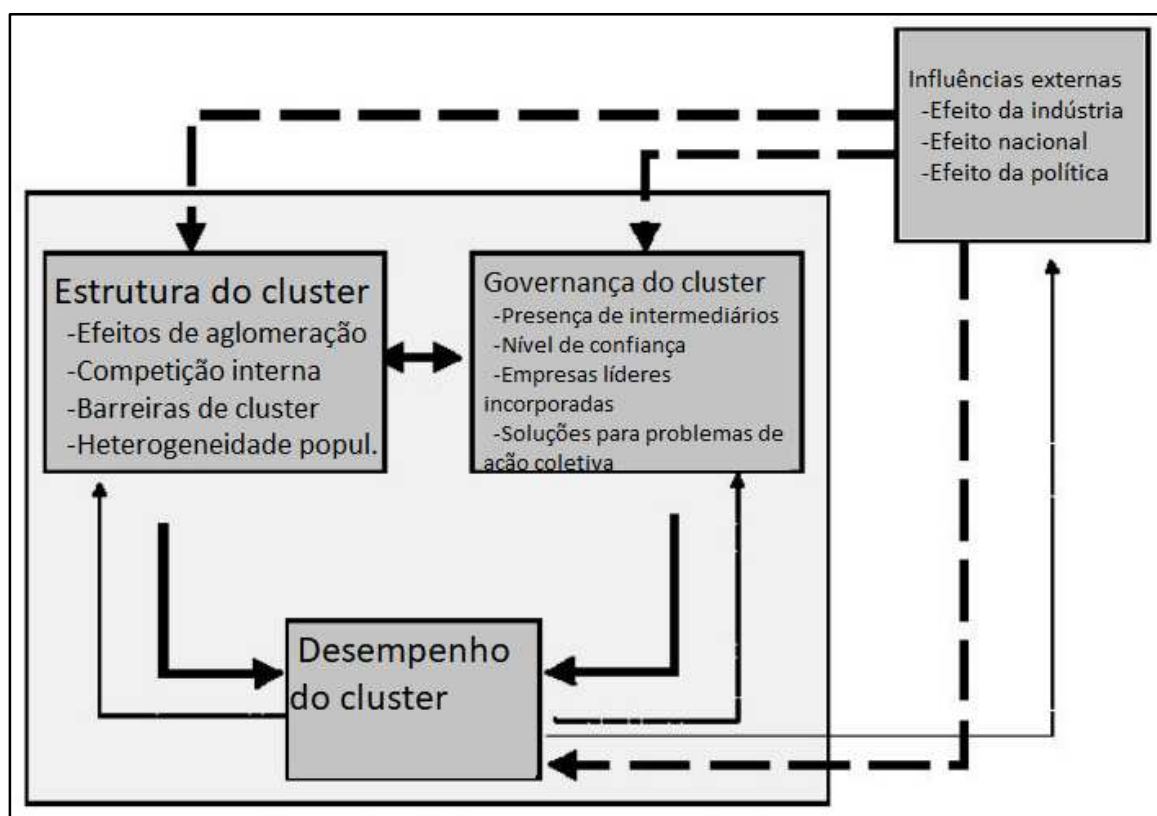 Influências externas
-Efeito da indústria
-Efeito nacional
-Efeito da política
Estrutura do cluster
-Efeitos de aglomeração
-Competição interna
-Barreiras de cluster
-Heterogeneidade popul.
Governança do cluster
-Presença de intermediários
-Nível de confiança
-Empresas líderes
incorporadas
-Soluções para problemas de
ação coletiva
Desempenho
do cluster